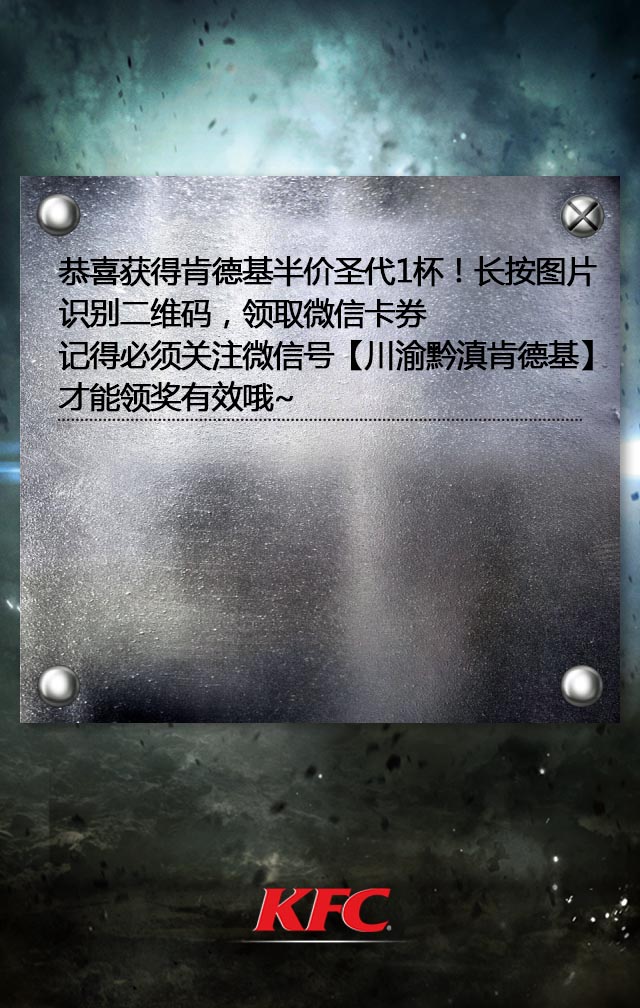 恭喜获得肯德基半价圣代1杯！长按图片
识别二维码，领取微信卡券
记得必须关注微信号【川渝黔滇肯德基】
才能领奖有效哦~
KFC